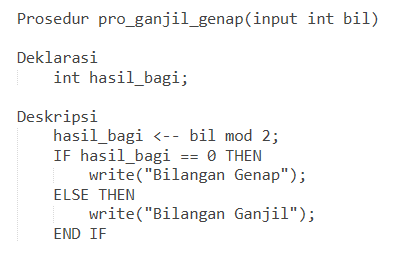 Prosedur pro_ganjil_genap(input int bil)
Deklarasi
int hasil_bagi;
Deskripsi
hasil_bagi <-- bil mod 2;
IF hasil_bagi == 0 THEN
write("Bilangan Genap");
ELSE THEN
write("Bilangan Ganjil");
END IF